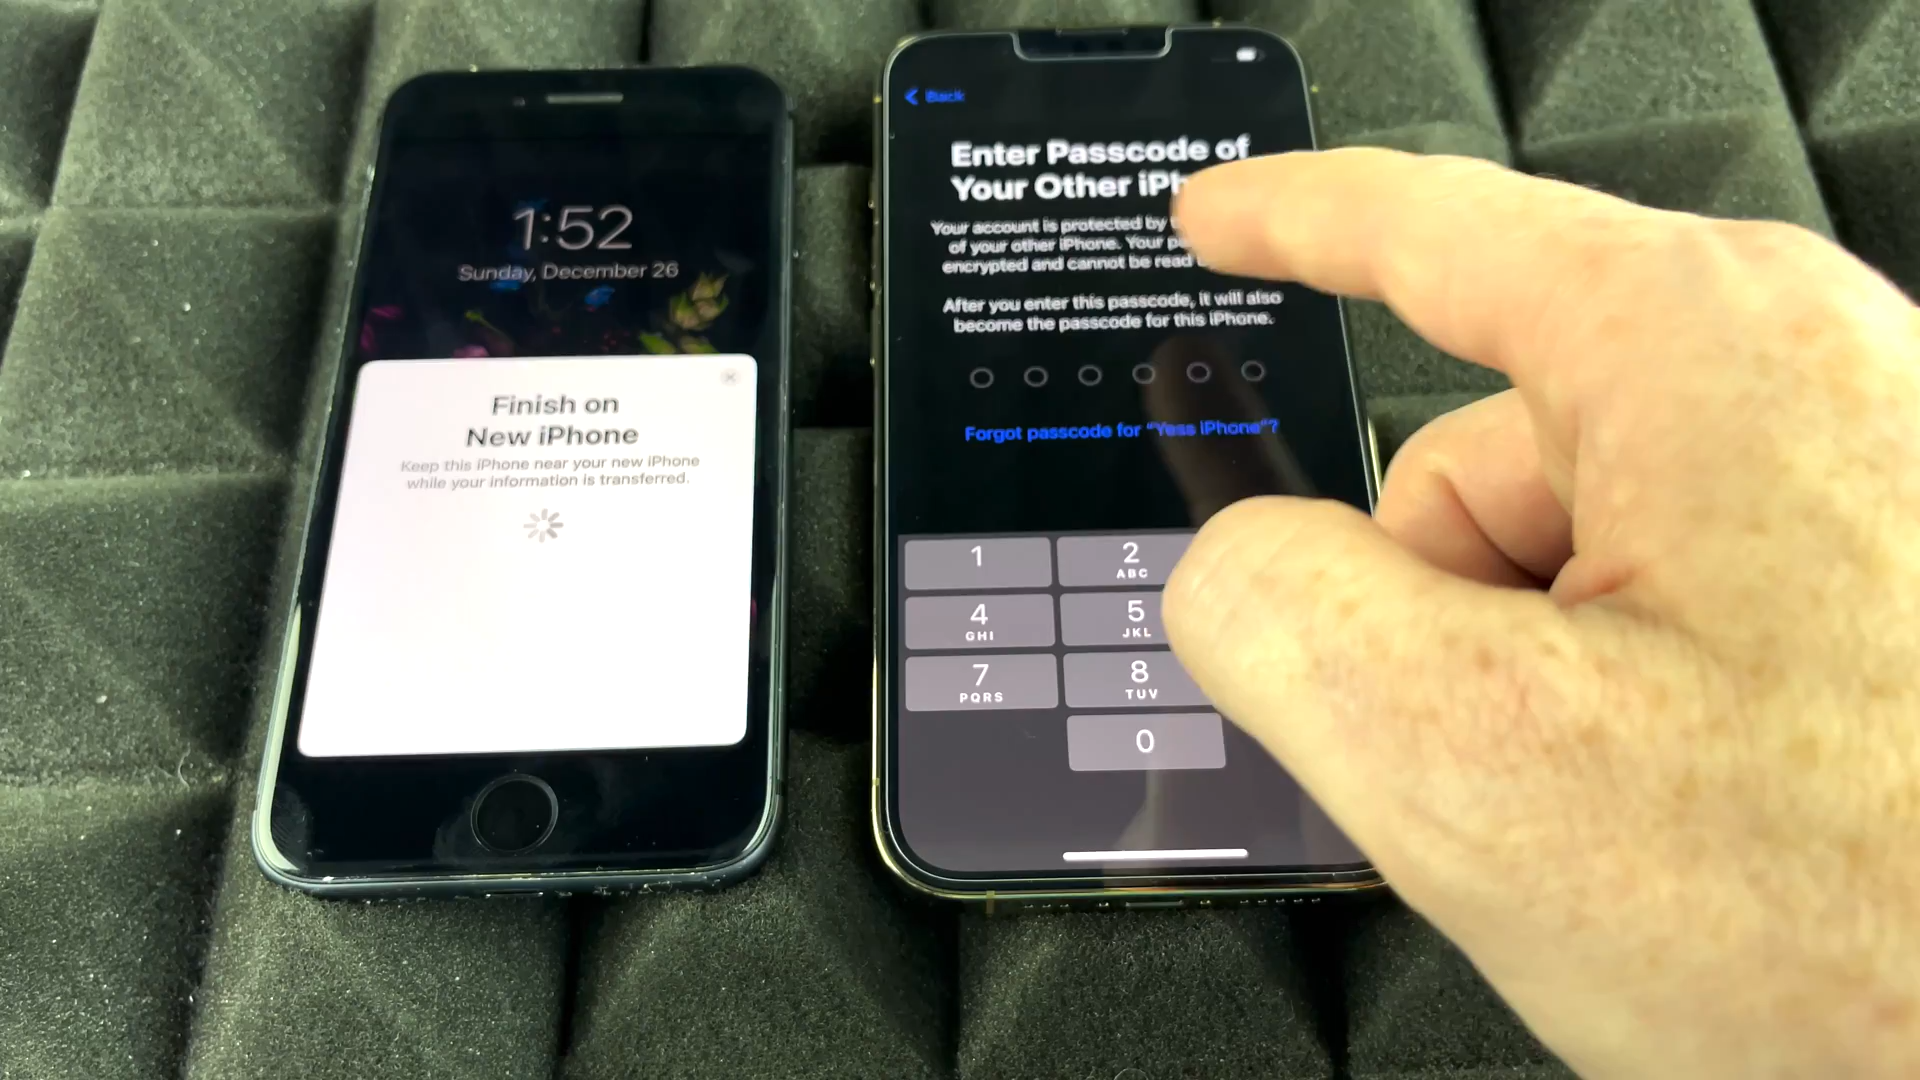 1:52
Sunday, December 26
Finish on
New iPhone
Keep this iPhone near your new iPhone
while your information is transferred.
Back
Enter Passcode of
Your Other
Your account is protected by
of your other iPhone. Your
encrypted and cannot be read
After you enter this passcode, it will also
become the passcode for this iPhone.
Forgot passcode for “Yess iPhone”?
1
2
ABC
4
GHI
5
JKL
7
PQRS
8
TUV
0